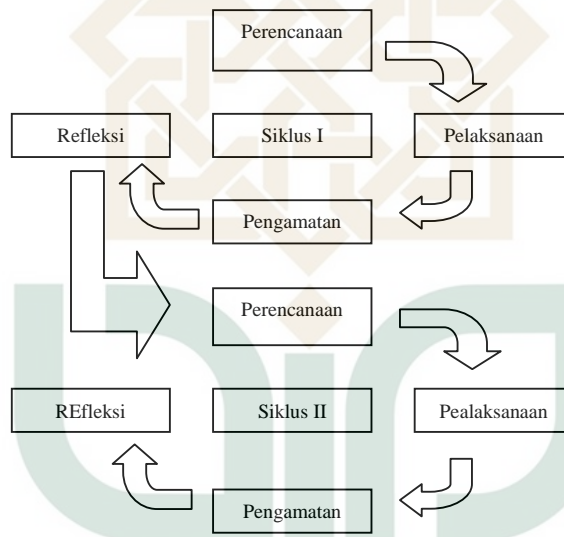 Perencanaan
Refleksi
Siklus I
Pelaksanaan
Pengamatan
Perencanaan
REfleksi
Siklus II
Pealaksanaan
Pengamatan